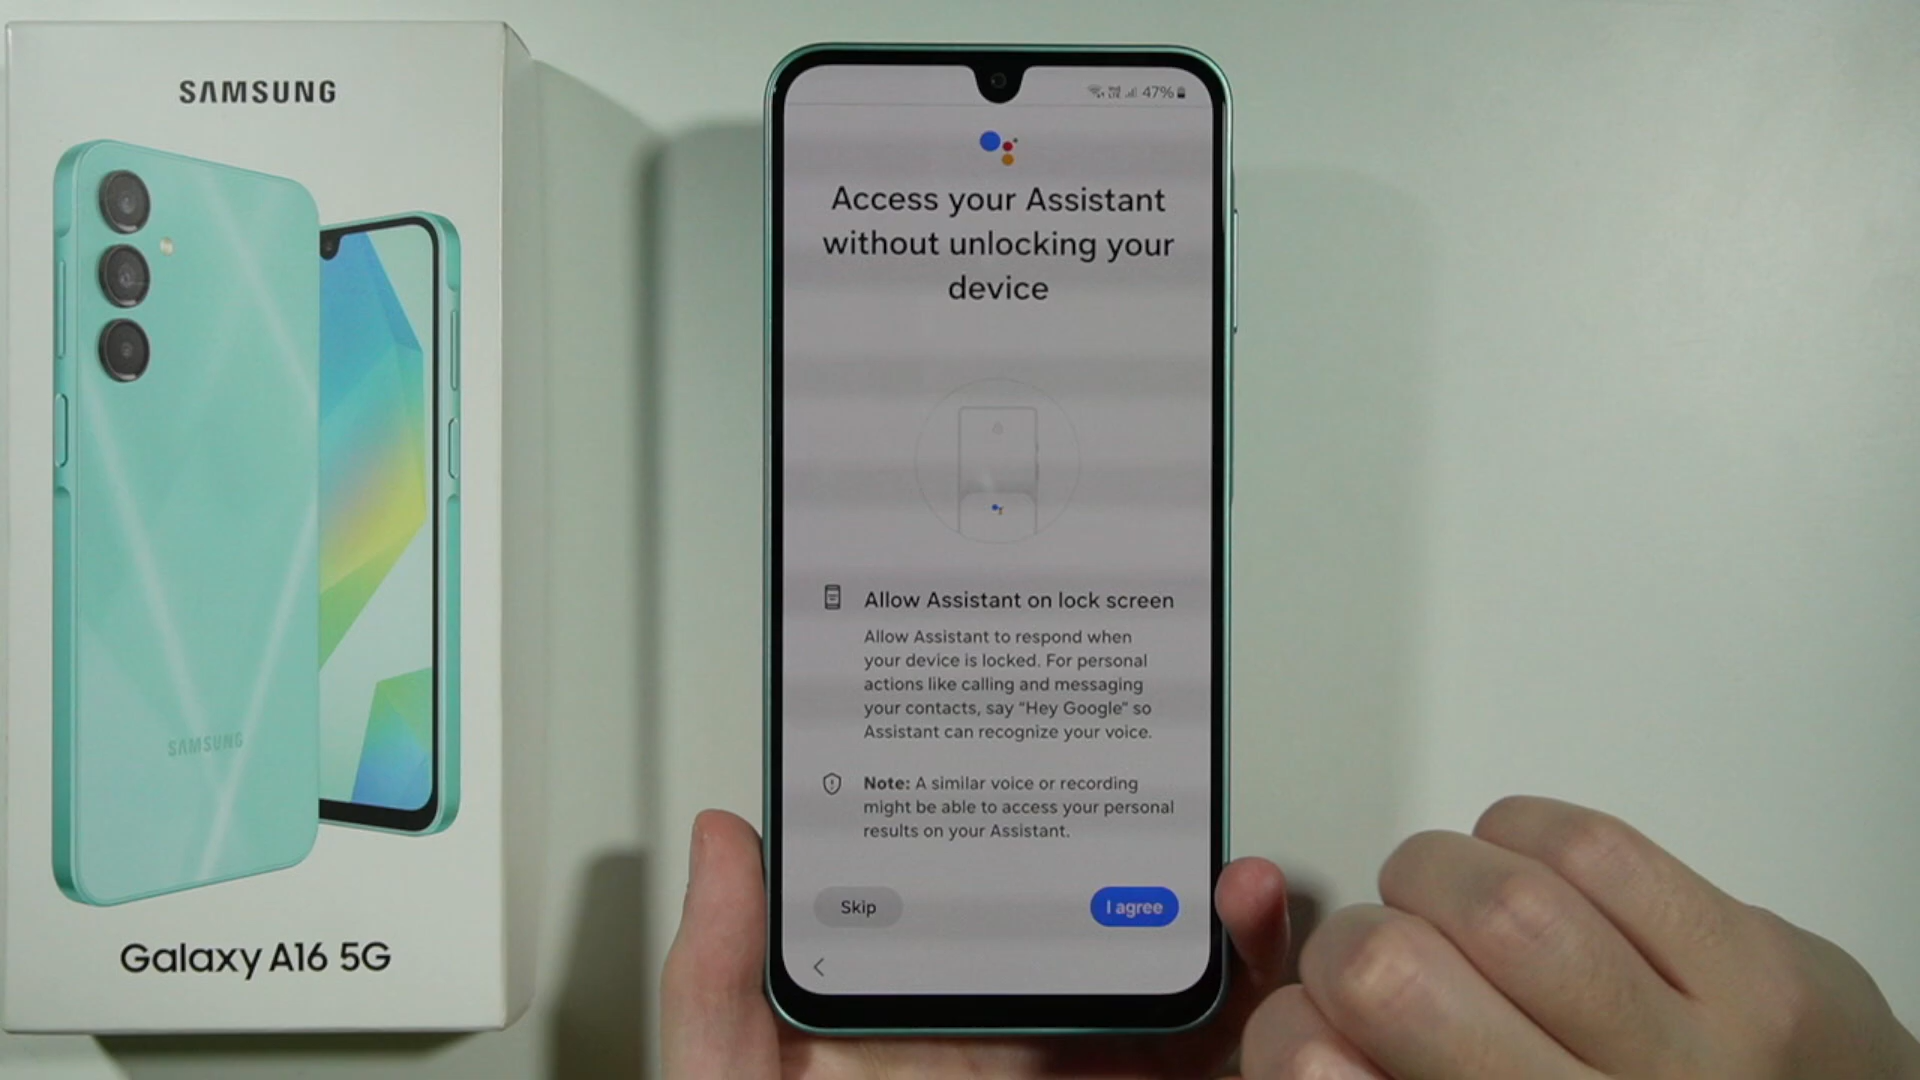 SAMSUNG
SAMSUNG
Galaxy A16 5G
47%
Access your Assistant
without unlocking your
device
Allow Assistant on lock screen
Allow Assistant to respond when
your device is locked. For personal
actions like calling and messaging
your contacts, say "Hey Google" so
Assistant can recognize your voice.
Note: A similar voice or recording
might be able to access your personal
results on your Assistant.
Skip
I agree